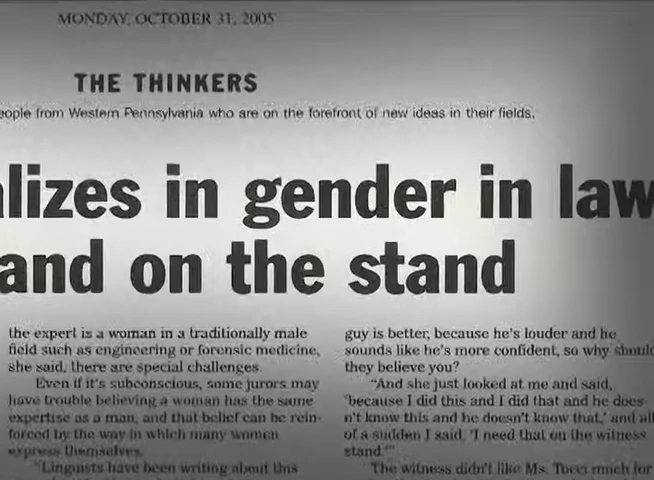 MONDAY, OCTOBER 31, 2005
THE THINKERS
eople from Western Pennsylvania who are on the forefront of new ideas in their fields.
alizes in gender in law
and on the stand
the expert is a woman in a traditionally male
field such as engineering or forensic medicine,
she said, there are special challenges.
Even if it's subconscious, some jurors may
have trouble believing a woman has the same
expertise as a man, and that belief can be rein-
forced by the way in which many women
express themselves.
"Linguists have been writing about this
guy is better, because he's louder and he
sounds like he's more confident, so why should
they believe you?
"And she just looked at me and said,
'because I did this and I did that and he does-
n't know this and he doesn't know that,' and all
of a sudden I said, 'I need that on the witness
stand.'"
The witness didn't like Ms. Tocci much for